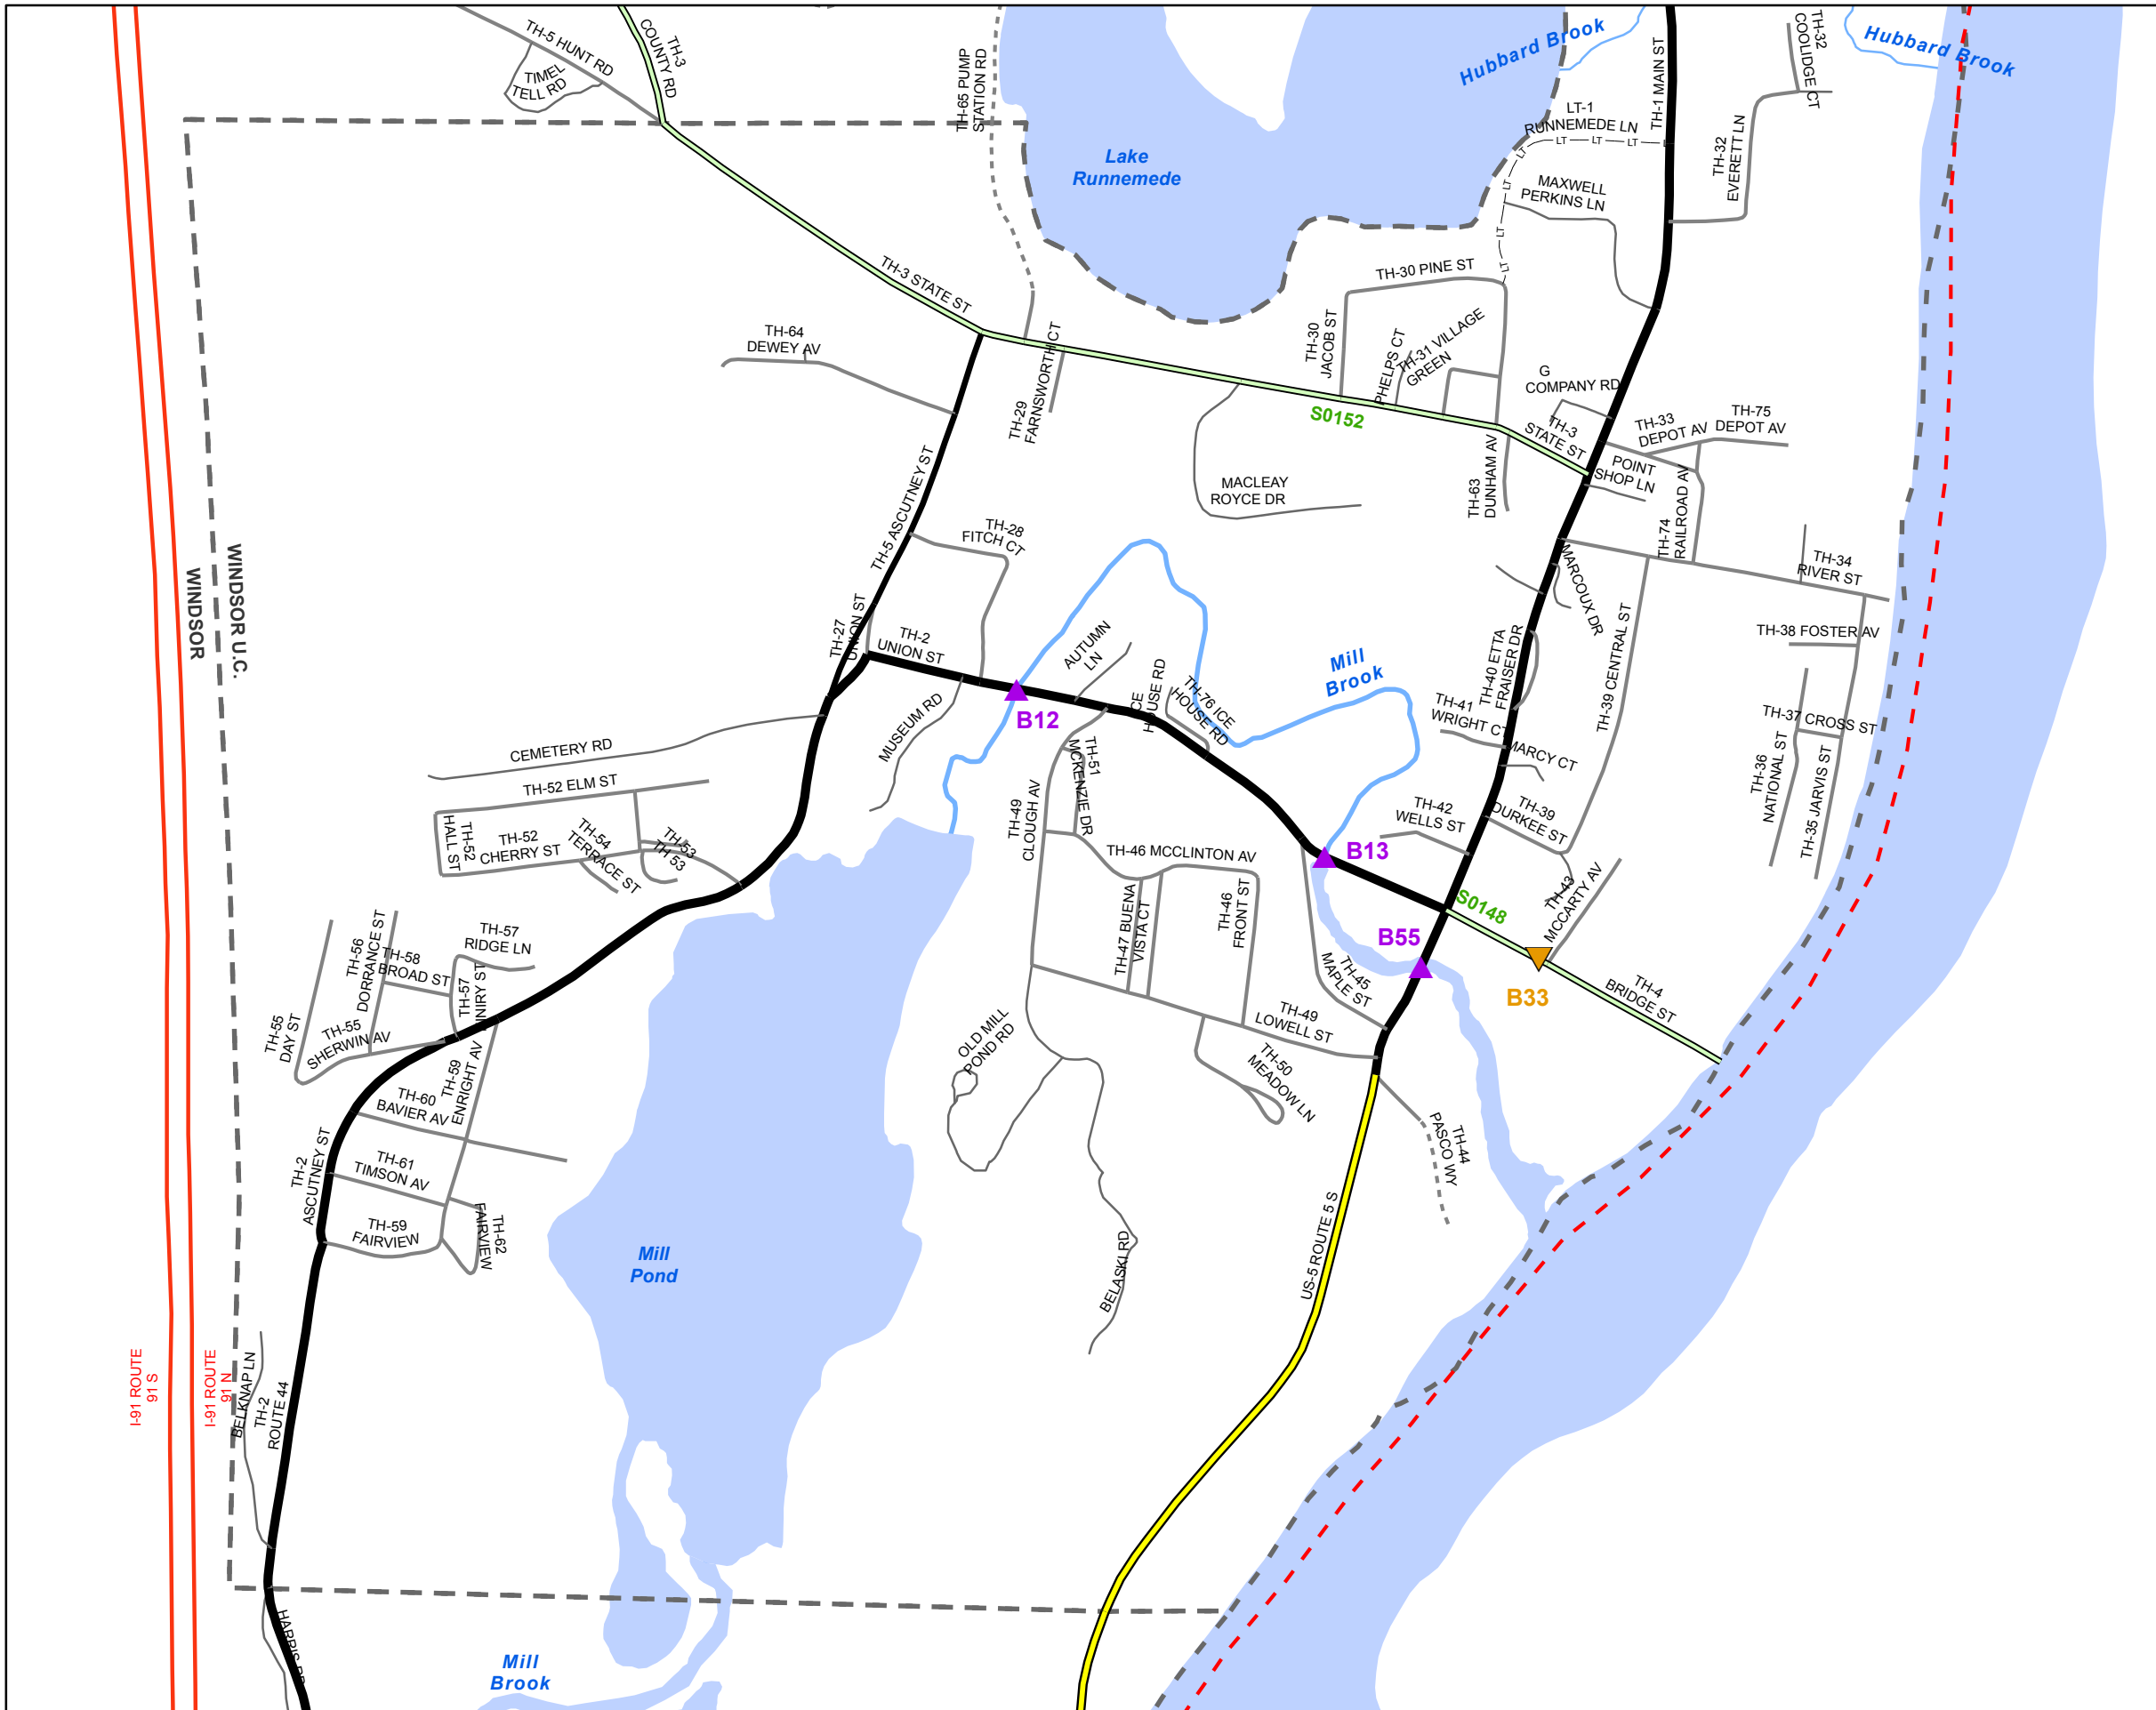 TH-5 HUNT RD
TIMEL
TELL RD
TH-3
COUNTY RD
TH-65 PUMP
STATION RD
Hubbard Brook
TH-1 MAIN ST
TH-32
COOLIDGE CT
Hubbard Brook
LT-1
RUNNEMEDE LN
LT
LT
LT
L
LT
LT
LT
LT
TH-32
EVERETT LN
MAXWELL
PERKINS LN
Lake
Runnemede
TH-3 STATE ST
TH-30 PINE ST
TH-64
DEWEY AV
TH-29
FARNSWORTH CT
TH-30
JACOB ST
PHELPS CT
TH-31 VILLAGE
GREEN
G
COMPANY RD
S0152
TH-3
STATE ST
TH-33
DEPOT AV
TH-75
DEPOT AV
POINT
SHOP LN
TH-63
DUNHAM AV
MACLEAY
ROYCE DR
TH-74
RAILROAD AV
TH-5 ASCUTNEY ST
TH-28
FITCH CT
TH-34
RIVER ST
MARCOUX DR
WINDSOR
WINDSOR U.C.
TH-27
UNION ST
TH-2
UNION ST
AUTUMN
LN
ICE
HOUSE RD
TH-76 ICE
HOUSE RD
Mill
Brook
TH-40 ETTA
FRAISER DR
TH-39 CENTRAL ST
TH-38 FOSTER AV
TH-41
WRIGHT CT
MARCY CT
TH-37 CROSS ST
TH-36
NATIONAL ST
TH-35 JARVIS ST
B12
MUSEUM RD
CEMETERY RD
TH-52 ELM ST
TH-52
HALL ST
TH-52
CHERRY ST
TH-54
TERRACE ST
TH-53
TH 53
TH-51
MCKENZIE DR
TH-49
CLOUGH AV
TH-46 MCCLINTON AV
TH-42
WELLS ST
TH-39
DURKEE ST
B13
TH-43
MCCARTY AV
S0148
TH-47 BUENA
VISTA CT
TH-46
FRONT ST
B55
TH-45
MAPLE ST
B33
TH-4
BRIDGE ST
TH-56
DORRANCE ST
TH-58
BROAD ST
TH-57
RIDGE LN
TH-57
TH-55
DAY ST
TH-55
SHERWIN AV
TH-59
ENRIGHT AV
TH-60
BAVIER AV
TH-61
TIMSON AV
TH-2
ASCUTNEY ST
TH-59
FAIRVIEW
TH-62
FAIRVIEW
OLD MILL
POND RD
TH-49
LOWELL ST
TH-50
MEADOW LN
TH-44
PASCO WY
Mill
Pond
BELASKI RD
US-5 ROUTE 5 S
I-91 ROUTE
91 S
I-91 ROUTE
91 N
BELKNAP LN
TH-2
ROUTE 44
HARRIS RD
Mill
Brook